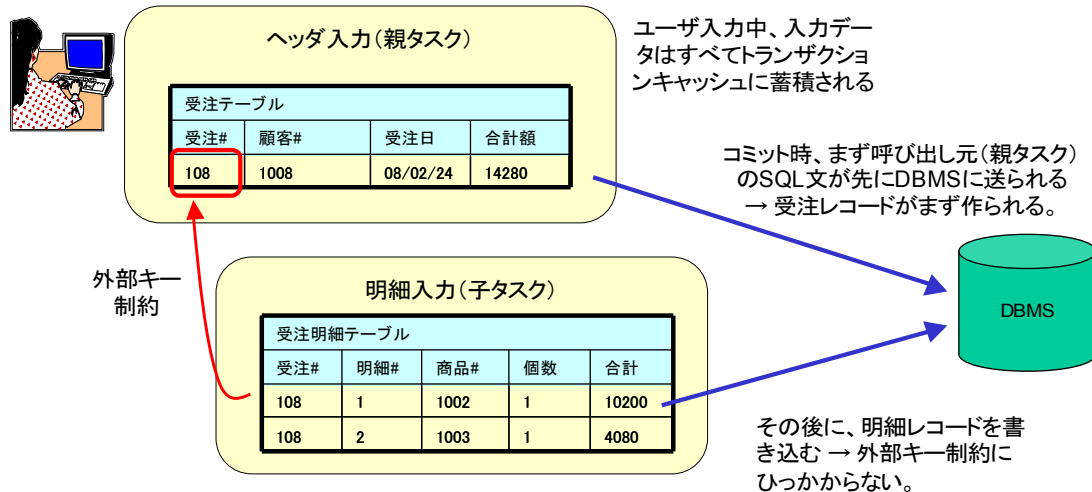 ヘッダ入力（親タスク）
受注テーブル
受注# 顧客# 受注日 合計額
108 1008 08/02/24 14280
ユーザ入力中、入力デー
タはすべてトランザクショ
ンキャッシュに蓄積される
コミット時、まず呼び出し元（親タスク）
のSQL文が先にDBMSに送られる
→ 受注レコードがまず作られる。
外部キー
制約
明細入力（子タスク）
受注明細テーブル
受注# 明細# 商品# 個数 合計
108 1 1002 1 10200
108 2 1003 1 4080
DBMS
その後に、明細レコードを書
き込む → 外部キー制約に
ひっかからない。